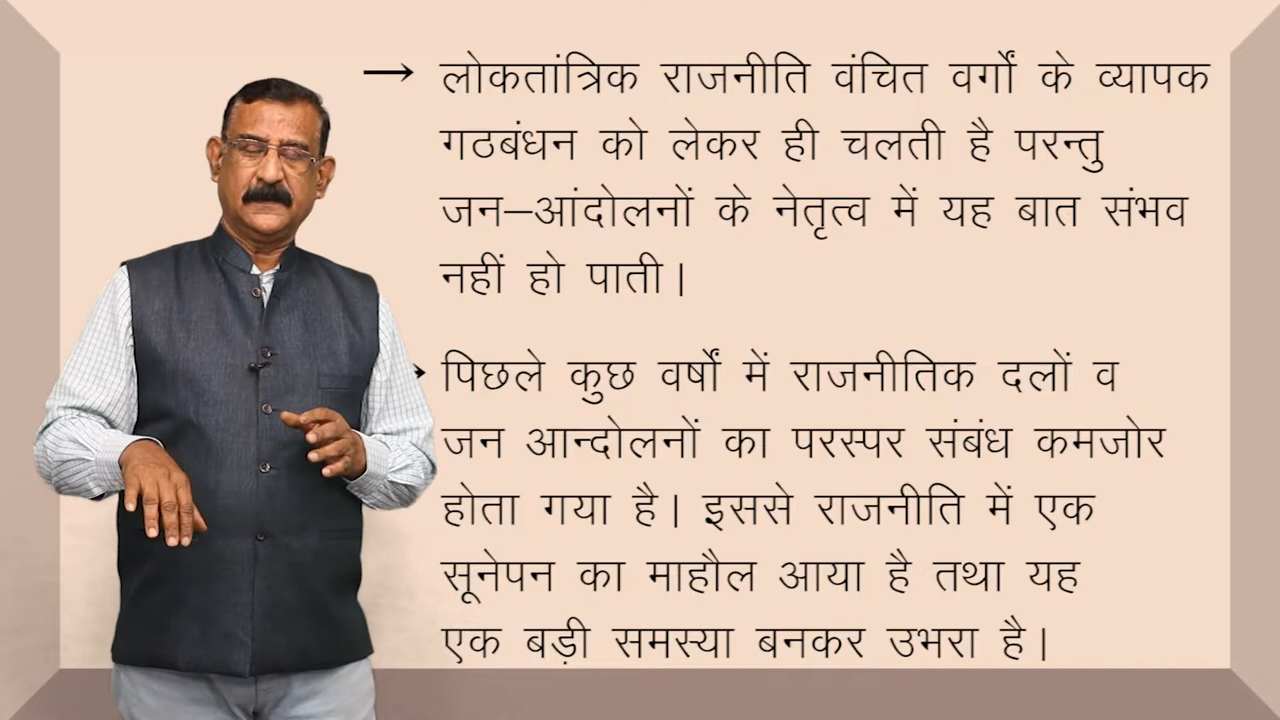 → लोकतांत्रिक राजनीति वंचित वर्गों के व्यापक
गठबंधन को लेकर ही चलती है परन्तु
जन–आंदोलनों के नेतृत्व में यह बात संभव
नहीं हो पाती।
→ पिछले कुछ वर्षों में राजनीतिक दलों व
जन आन्दोलनों का परस्पर संबंध कमजोर
होता गया है। इससे राजनीति में एक
सूनेपन का माहौल आया है तथा यह
एक बड़ी समस्या बनकर उभरा है।